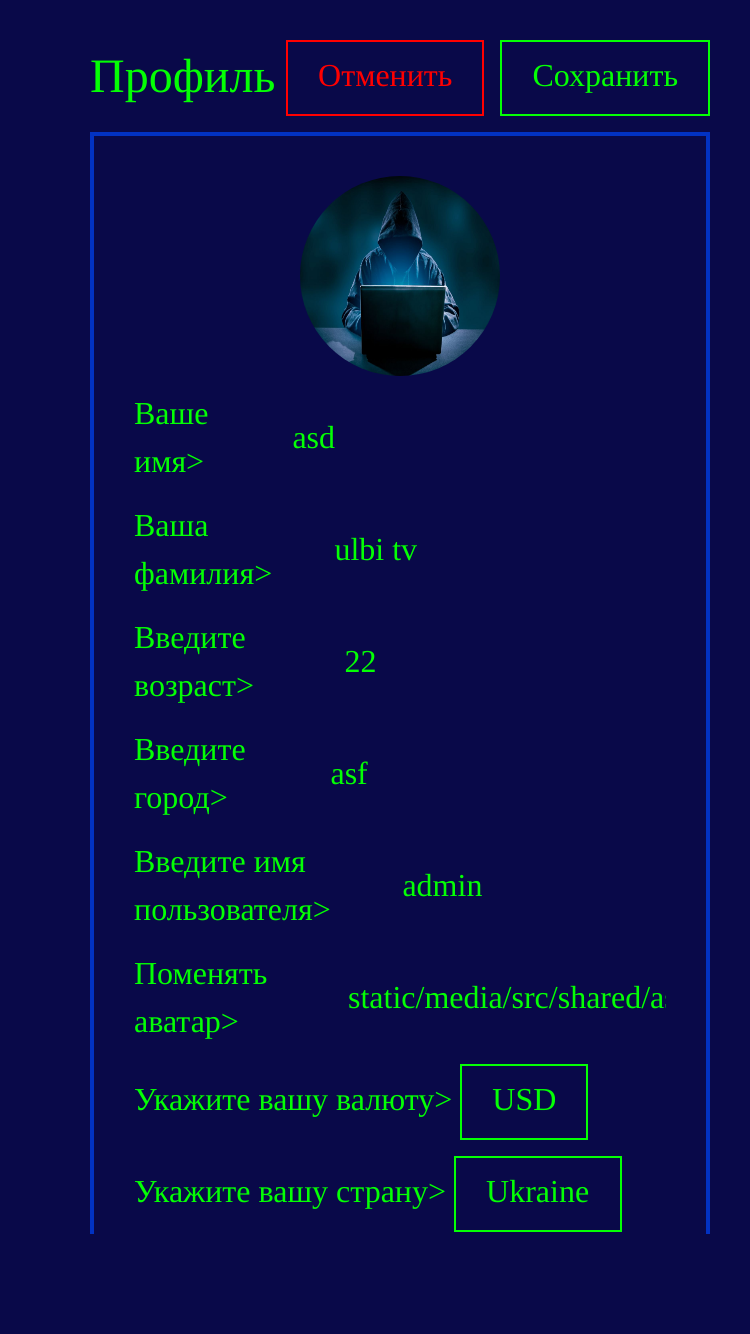 Профиль Отменить Сохранить
Ваше
имя>
asd
Ваша
фамилия>
ulbi tv
Введите
возраст>
22
Введите
город>
asf
Введите имя
пользователя>
admin
Поменять
аватар>
static/media/src/shared/a
Укажите вашу валюту> USD
Укажите вашу страну> Ukraine